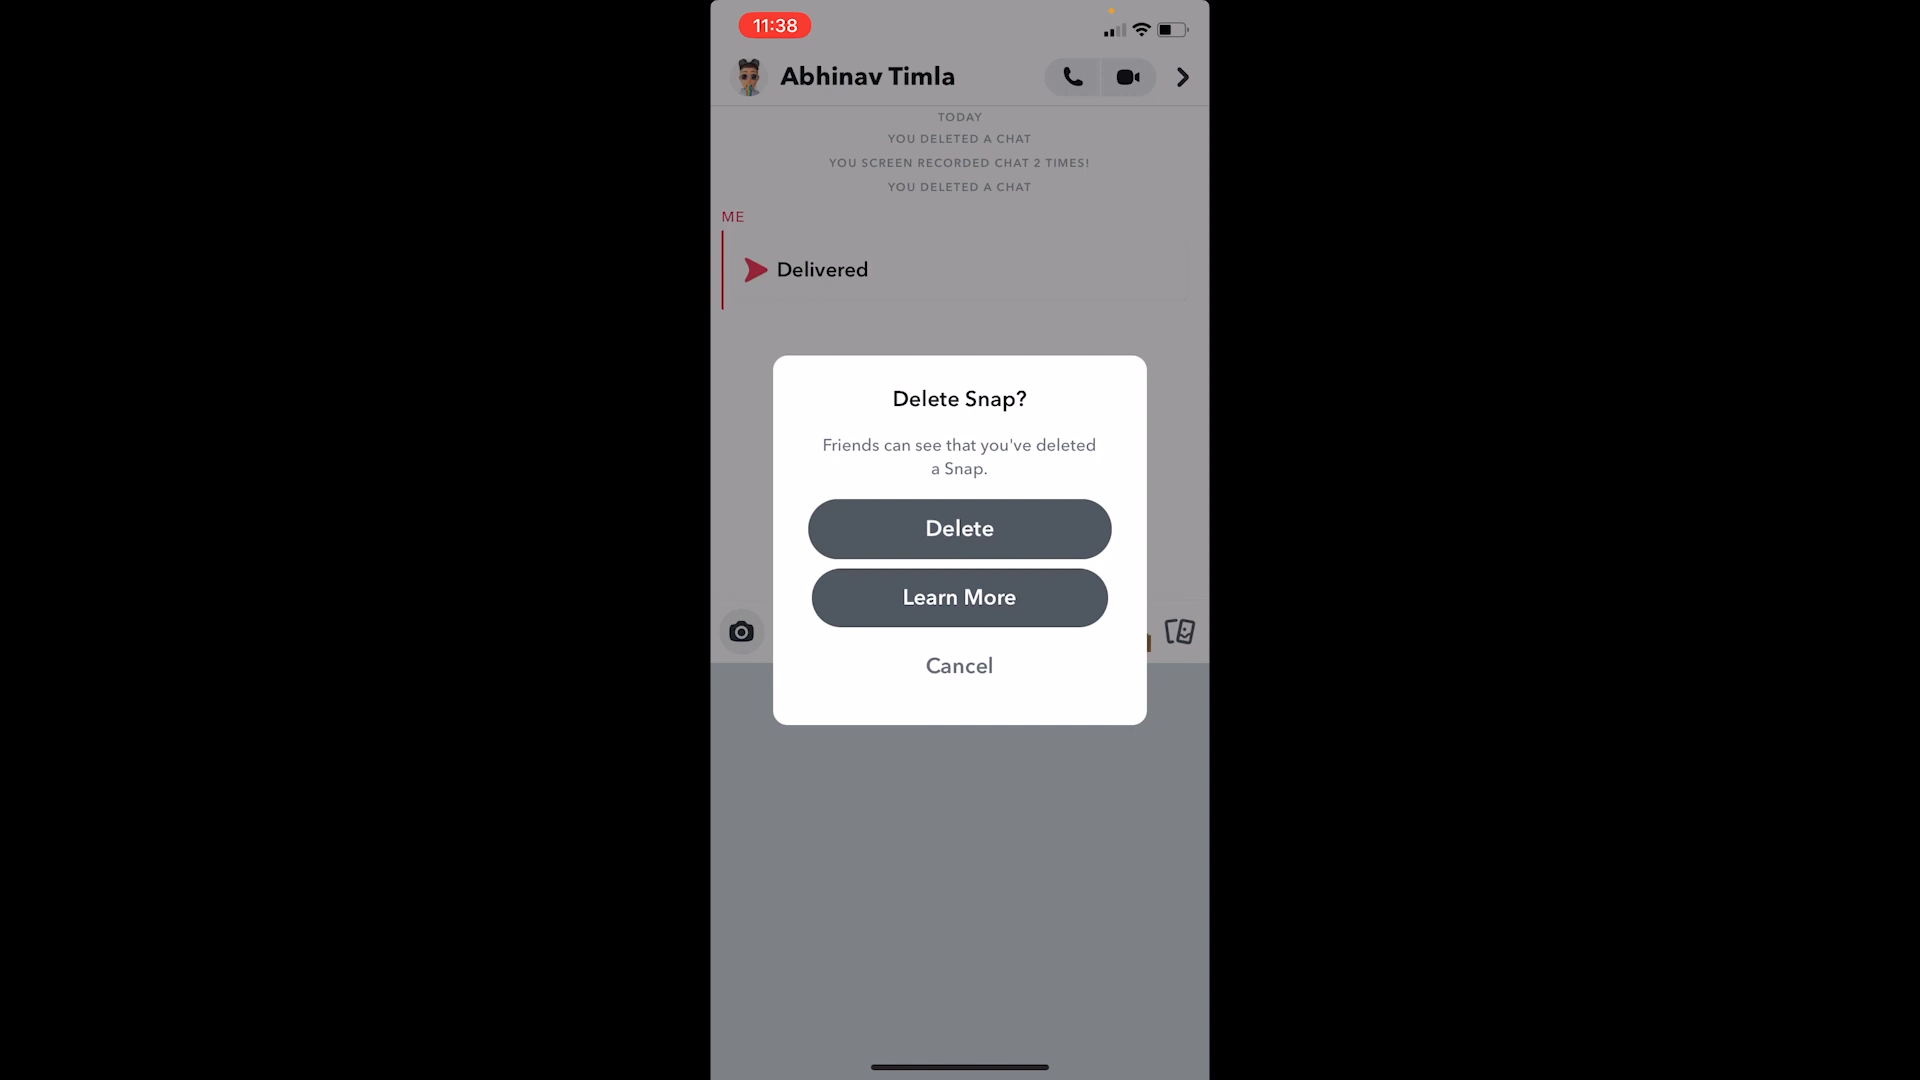 11:38
Abhinav Timla
TODAY
YOU DELETED A CHAT
YOU SCREEN RECORDED CHAT 2 TIMES!
YOU DELETED A CHAT
ME
Delivered
Delete Snap?
Friends can see that you've deleted
a Snap.
Delete
Learn More
Cancel